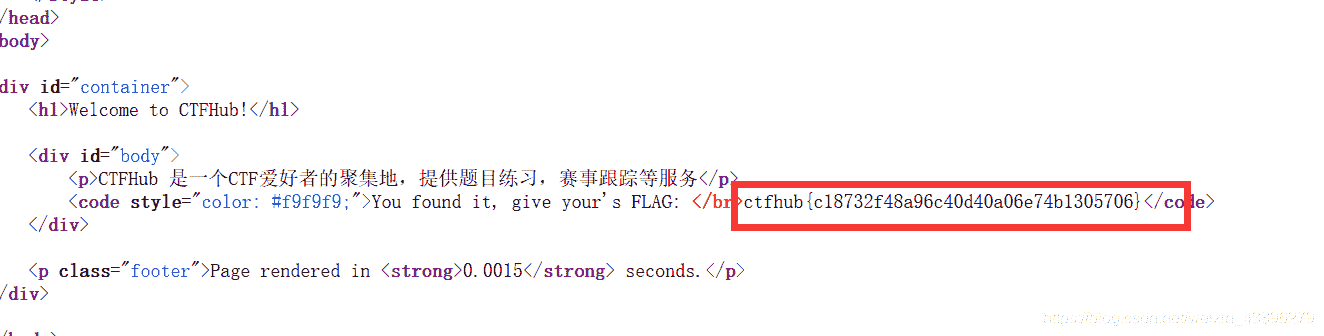 /head>
body>
div id="container">
<h1>Welcome to CTFHub!</h1>
<div id="body">
<p>CTFHub 是一个CTF爱好者的聚集地，提供题目练习，赛事跟踪等服务</p>
<code style="color: #f9f9f9;">You found it, give your's FLAG: </br>ctfhub{c18732f48a96c40d40a06e74b1305706}</code>
</div>
<p class="footer">Page rendered in <strong>0.0015</strong> seconds.</p>
/div>